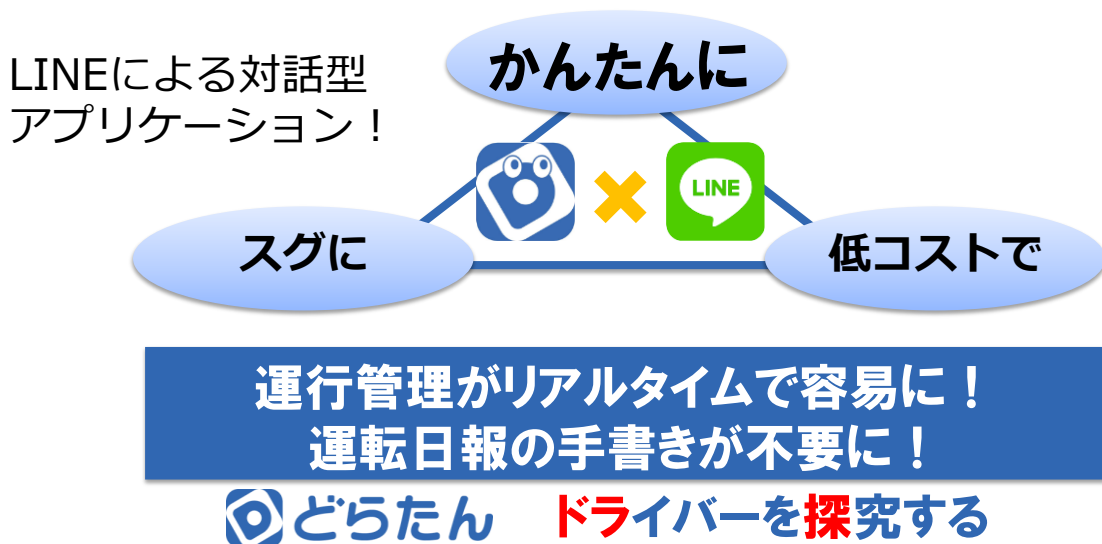 LINEによる対話型
アプリケーション！
かんたんに
LINE
スグに
低コストで
運行管理がリアルタイムで容易に！
運転日報の手書きが不要に！
どらたん ドライバーを探究する